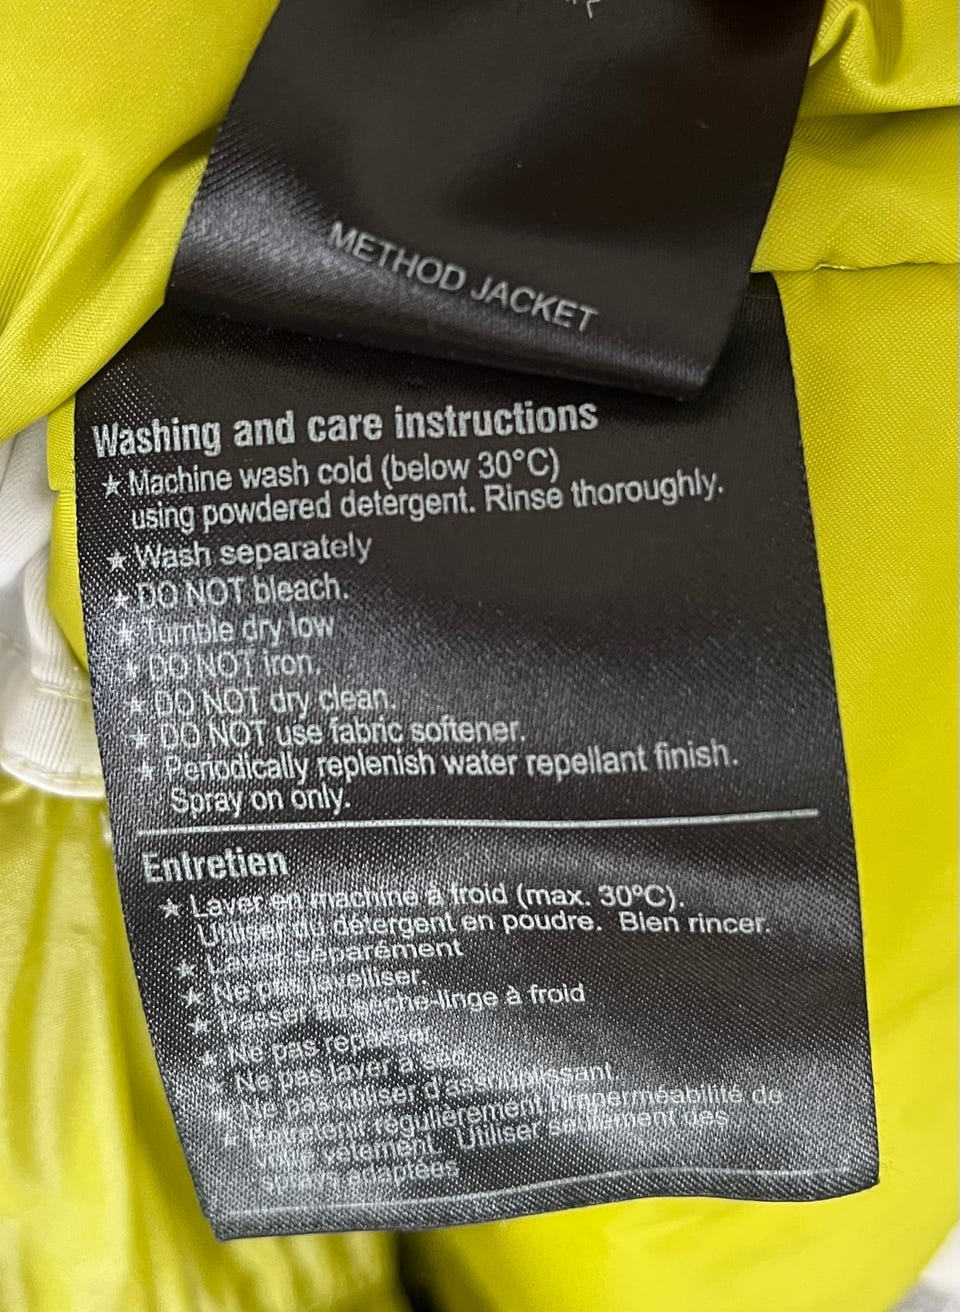 METHOD JACKET
Washing and care instructions
★ Machine wash cold (below 30°C)
using powdered detergent. Rinse thoroughly.
★ Wash separately
★ DO NOT bleach.
★ Tumble dry low
★ DO NOT iron.
★ DO NOT dry clean.
★ DO NOT use fabric softener.
★ Periodically replenish water repellant finish.
Spray on only.
Entretien
★ Laver en machine à froid (max. 30°C).
Utiliser du détergent en poudre. Bien rincer.
★ Laver séparément
★ Ne pas javelliser.
★ Passer au sèche-linge à froid
★ Ne pas repasser.
★ Ne pas laver à sec
★ Ne pas utiliser d'assouplissant
★ Entretenir régulièrement l'imperméabilité de
votre vêtement. Utiliser seulement des
sprays adaptées